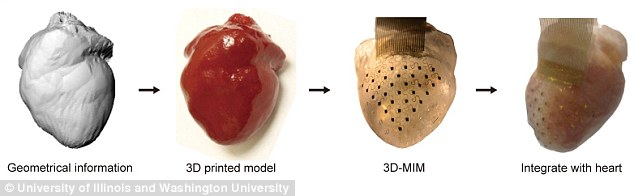 Geometrical information
3D printed model
3D-MIM
Integrate with heart
© University of Illinois and Washington University